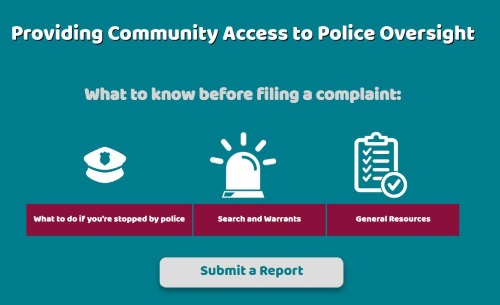 Providing Community Access to Police Oversight
What to know before filing a complaint:
What to do if you're stopped by police
Search and Warrants
General Resources
Submit a Report